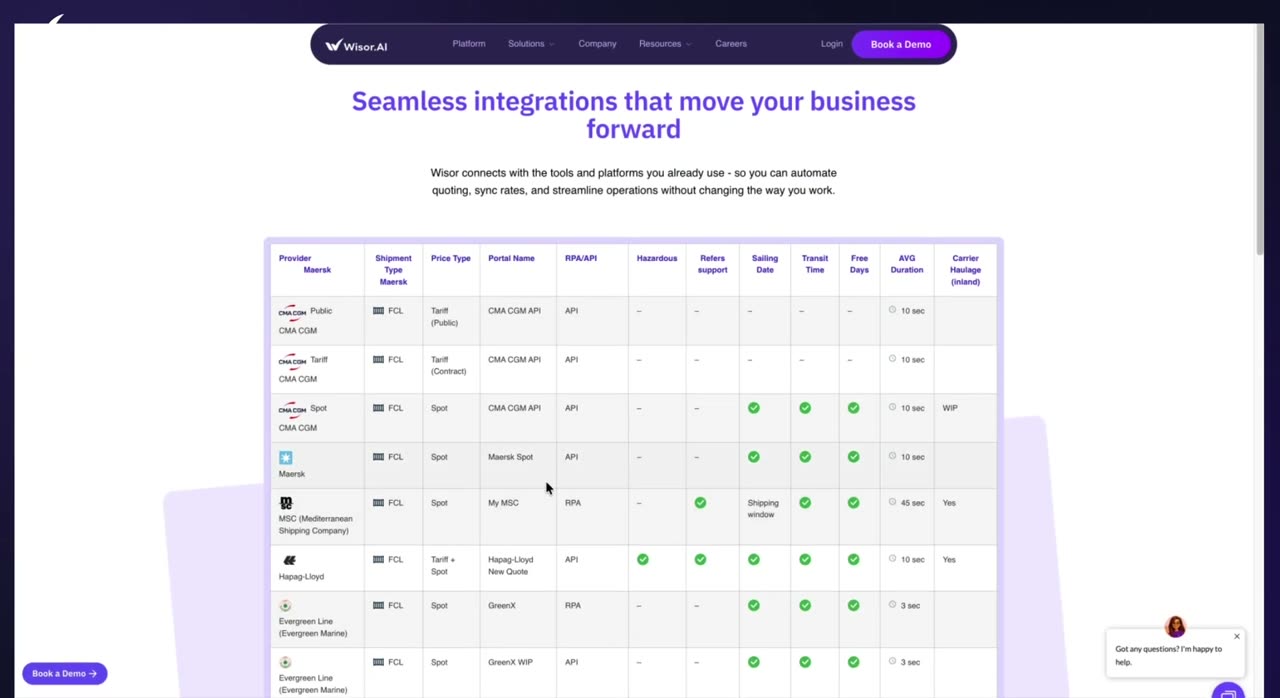 Wisor.AI Platform Solutions Company Resources Careers Login Book a Demo
Seamless integrations that move your business
forward
Wisor connects with the tools and platforms you already use - so you can automate
quoting, sync rates, and streamline operations without changing the way you work.
Provider Maersk Shipment Type Maersk Price Type Portal Name RPA/API Hazardous Refers support Sailing Date Transit Time Free Days AVG Duration Carrier Haulage (inland)
CMA CGM Public FCL Tariff (Public) CMA CGM API API – – – – – 10 sec
CMA CGM
CMA CGM Tariff FCL Tariff (Contract) CMA CGM API API – – – – – 10 sec
CMA CGM
CMA CGM Spot FCL Spot CMA CGM API API – – 10 sec WIP
CMA CGM
FCL Spot Maersk Spot API – – 10 sec
Maersk
msc FCL Spot My MSC RPA – Shipping window 45 sec Yes
MSC (Mediterranean
Shipping Company)
FCL Tariff + Spot Hapag-Lloyd New Quote API 10 sec Yes
Hapag-Lloyd
FCL Spot GreenX RPA – – 3 sec
Evergreen Line
(Evergreen Marine)
FCL Spot GreenX WIP API – – 3 sec
Evergreen Line
(Evergreen Marine)
Got any questions? I'm happy to
help.
Book a Demo →